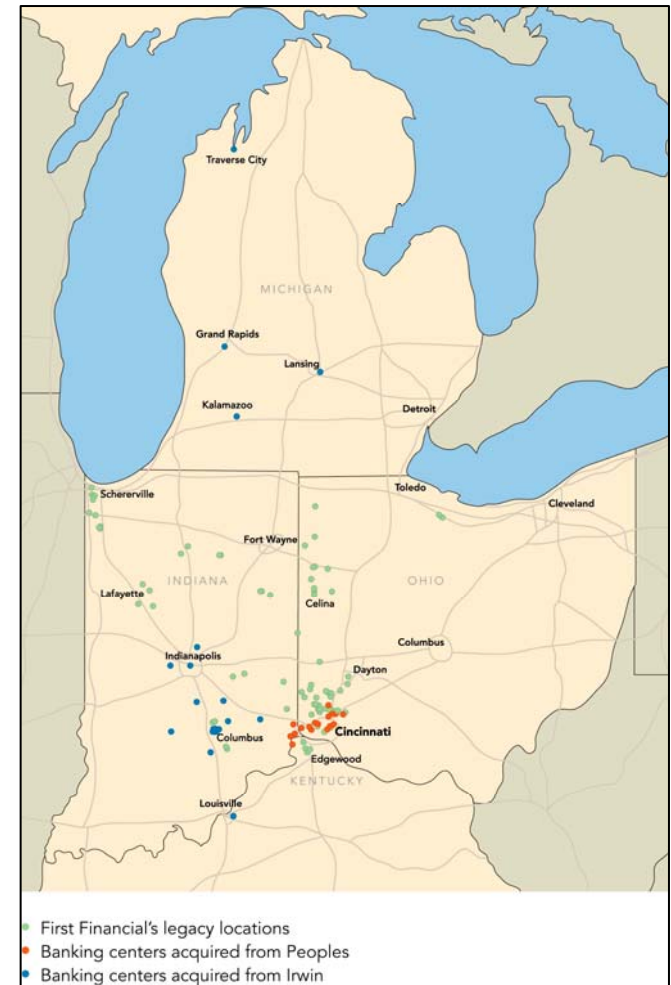 Traverse City
MICHIGAN
Grand Rapids
Lansing
Kalamazoo
Detroit
Toledo
Schererville
Cleveland
Fort Wayne
INDIANA
OHIO
Lafayette
Celina
Columbus
Indianapolis
Dayton
Cincinnati
Columbus
Edgewood
KENTUCKY
Louisville
First Financial's legacy locations
Banking centers acquired from Peoples
Banking centers acquired from Irwin